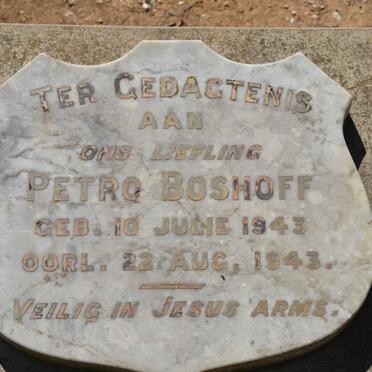 TER GEDAGTENIS
AAN
ONS LIEFLING
PETRO BOSHOFF
GEB. 10 JULIE 1943
OORL. 22 AUG, 1943.
VEILIG IN JESUS ARMS.